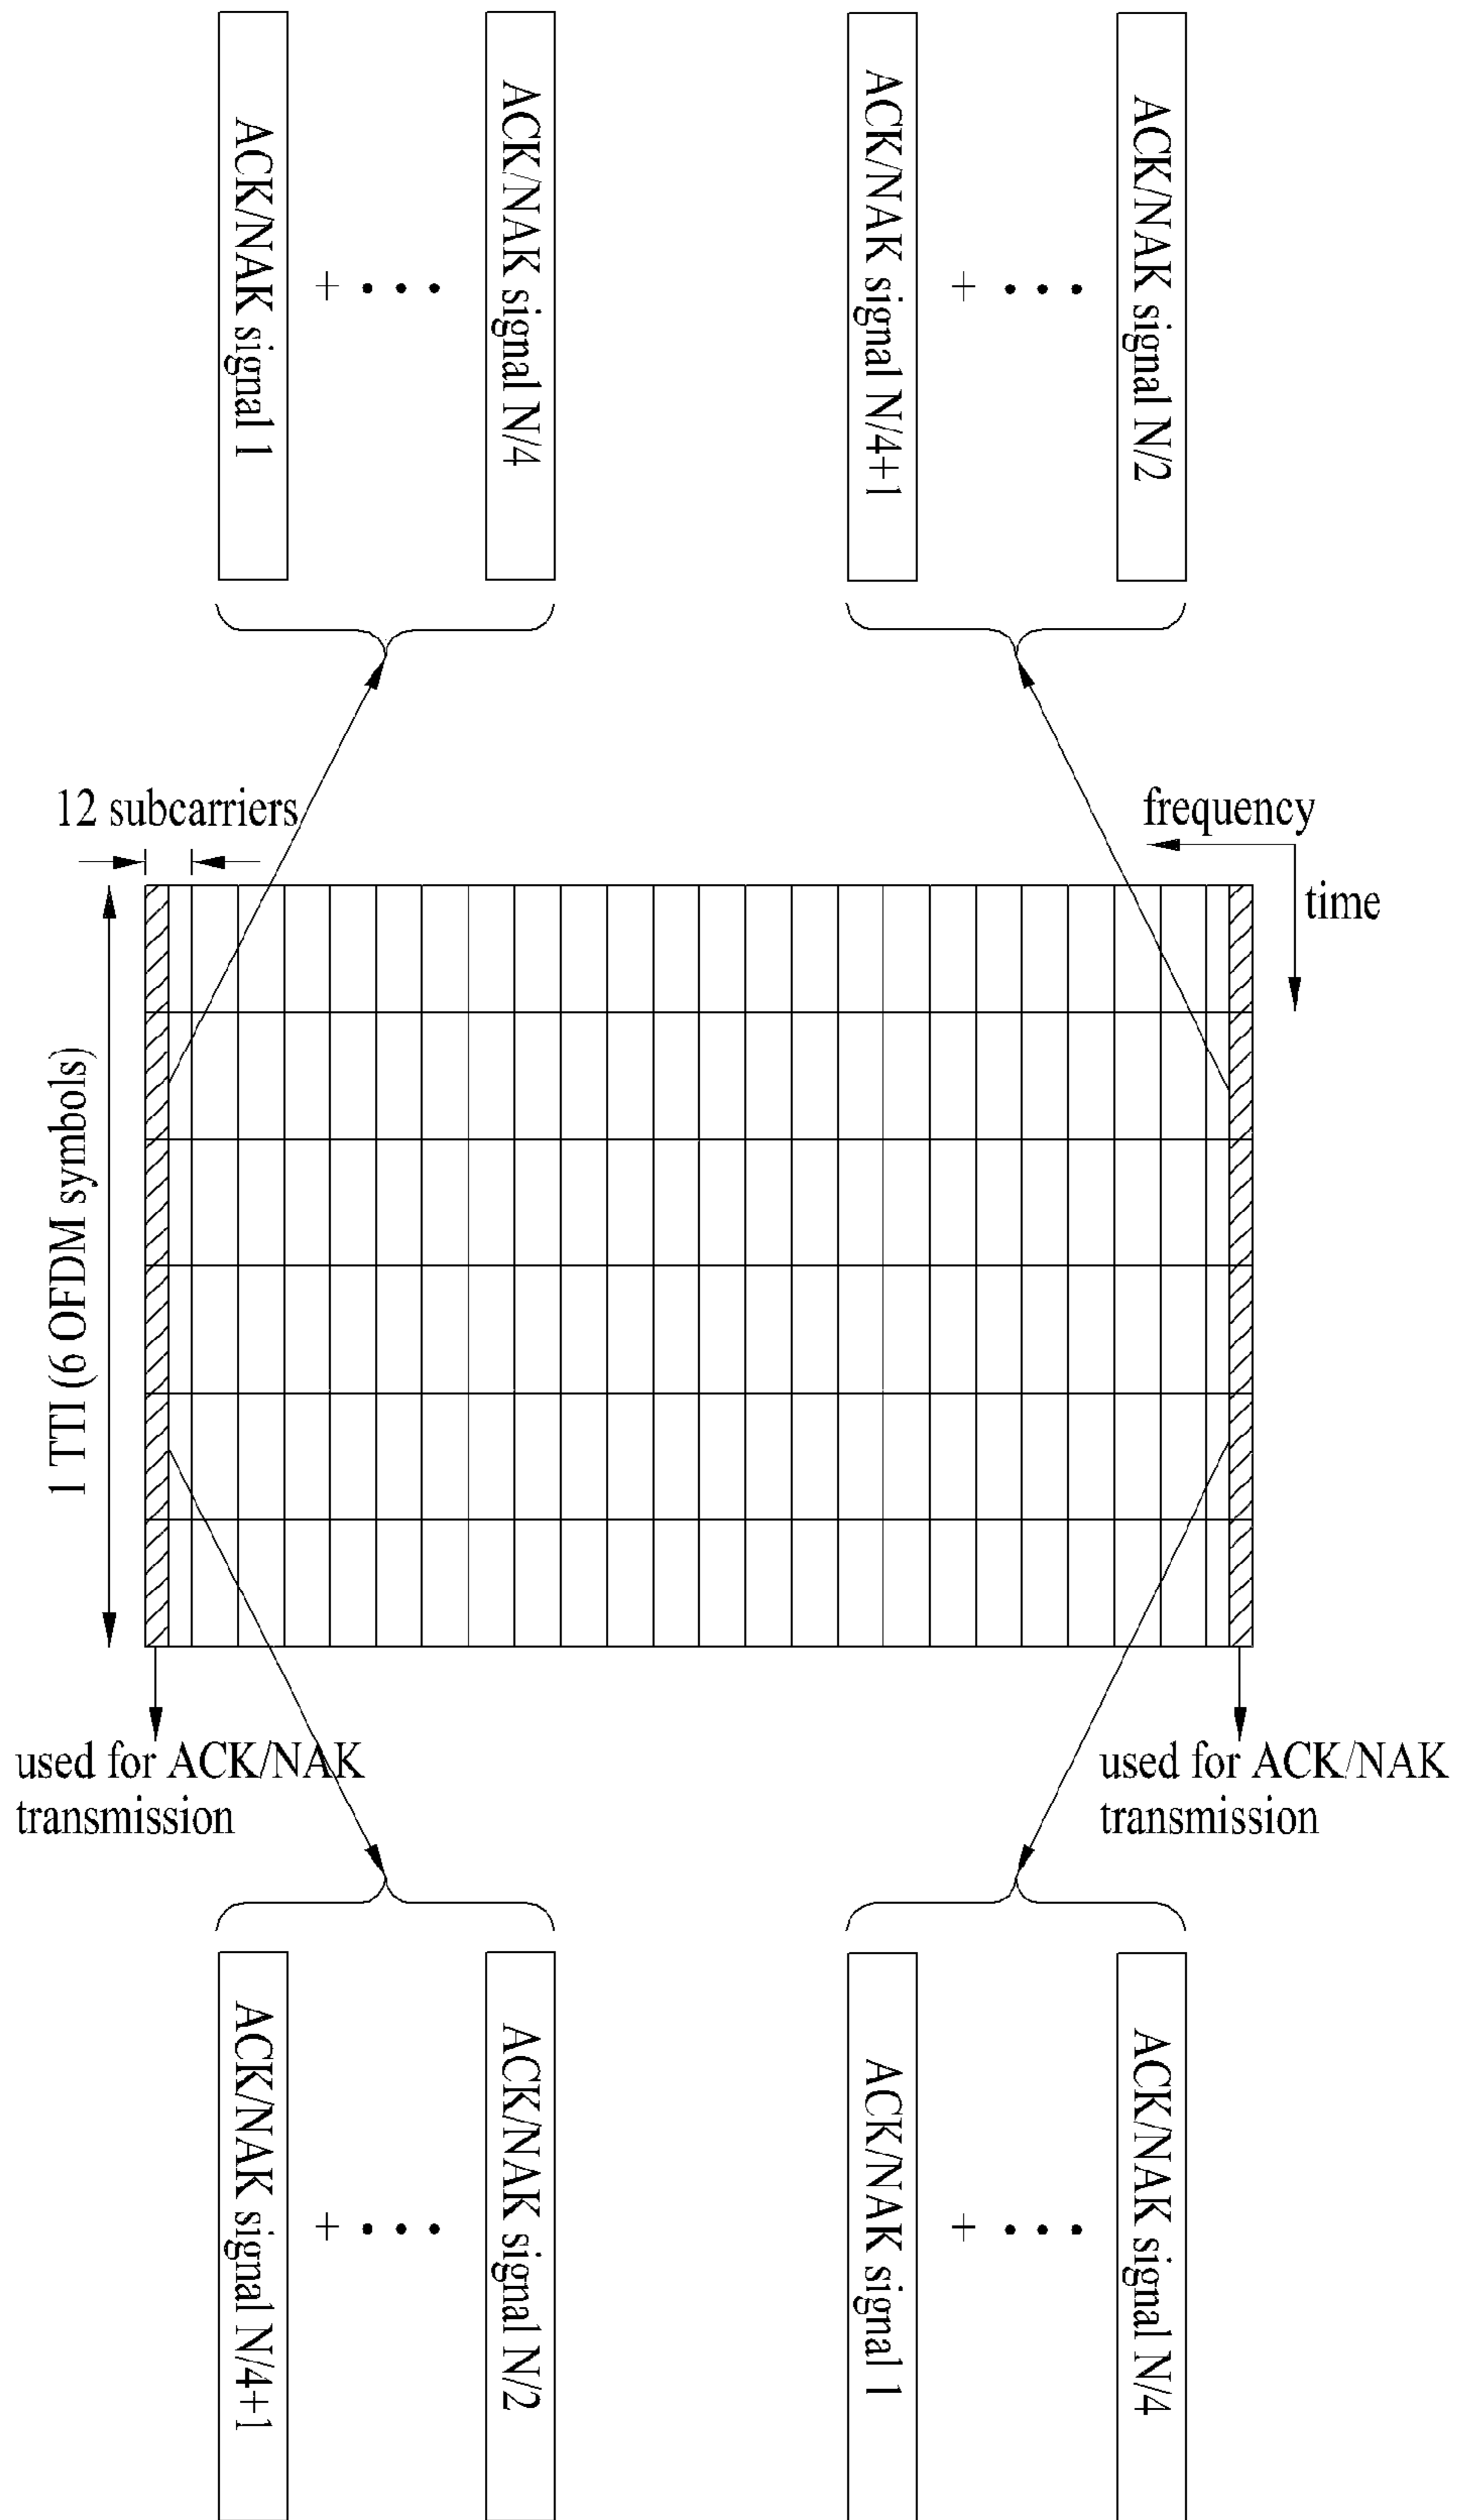 ACK/NAK signal 1
+ • • •
ACK/NAK signal N/4
ACK/NAK signal N/4+1
+ • • •
ACK/NAK signal N/2
12 subcarriers
frequency
time
1 TTI (6 OFDM symbols)
used for ACK/NAK
transmission
used for ACK/NAK
transmission
ACK/NAK signal N/4+1
+ • • •
ACK/NAK signal N/2
ACK/NAK signal 1
+ • • •
ACK/NAK signal N/4